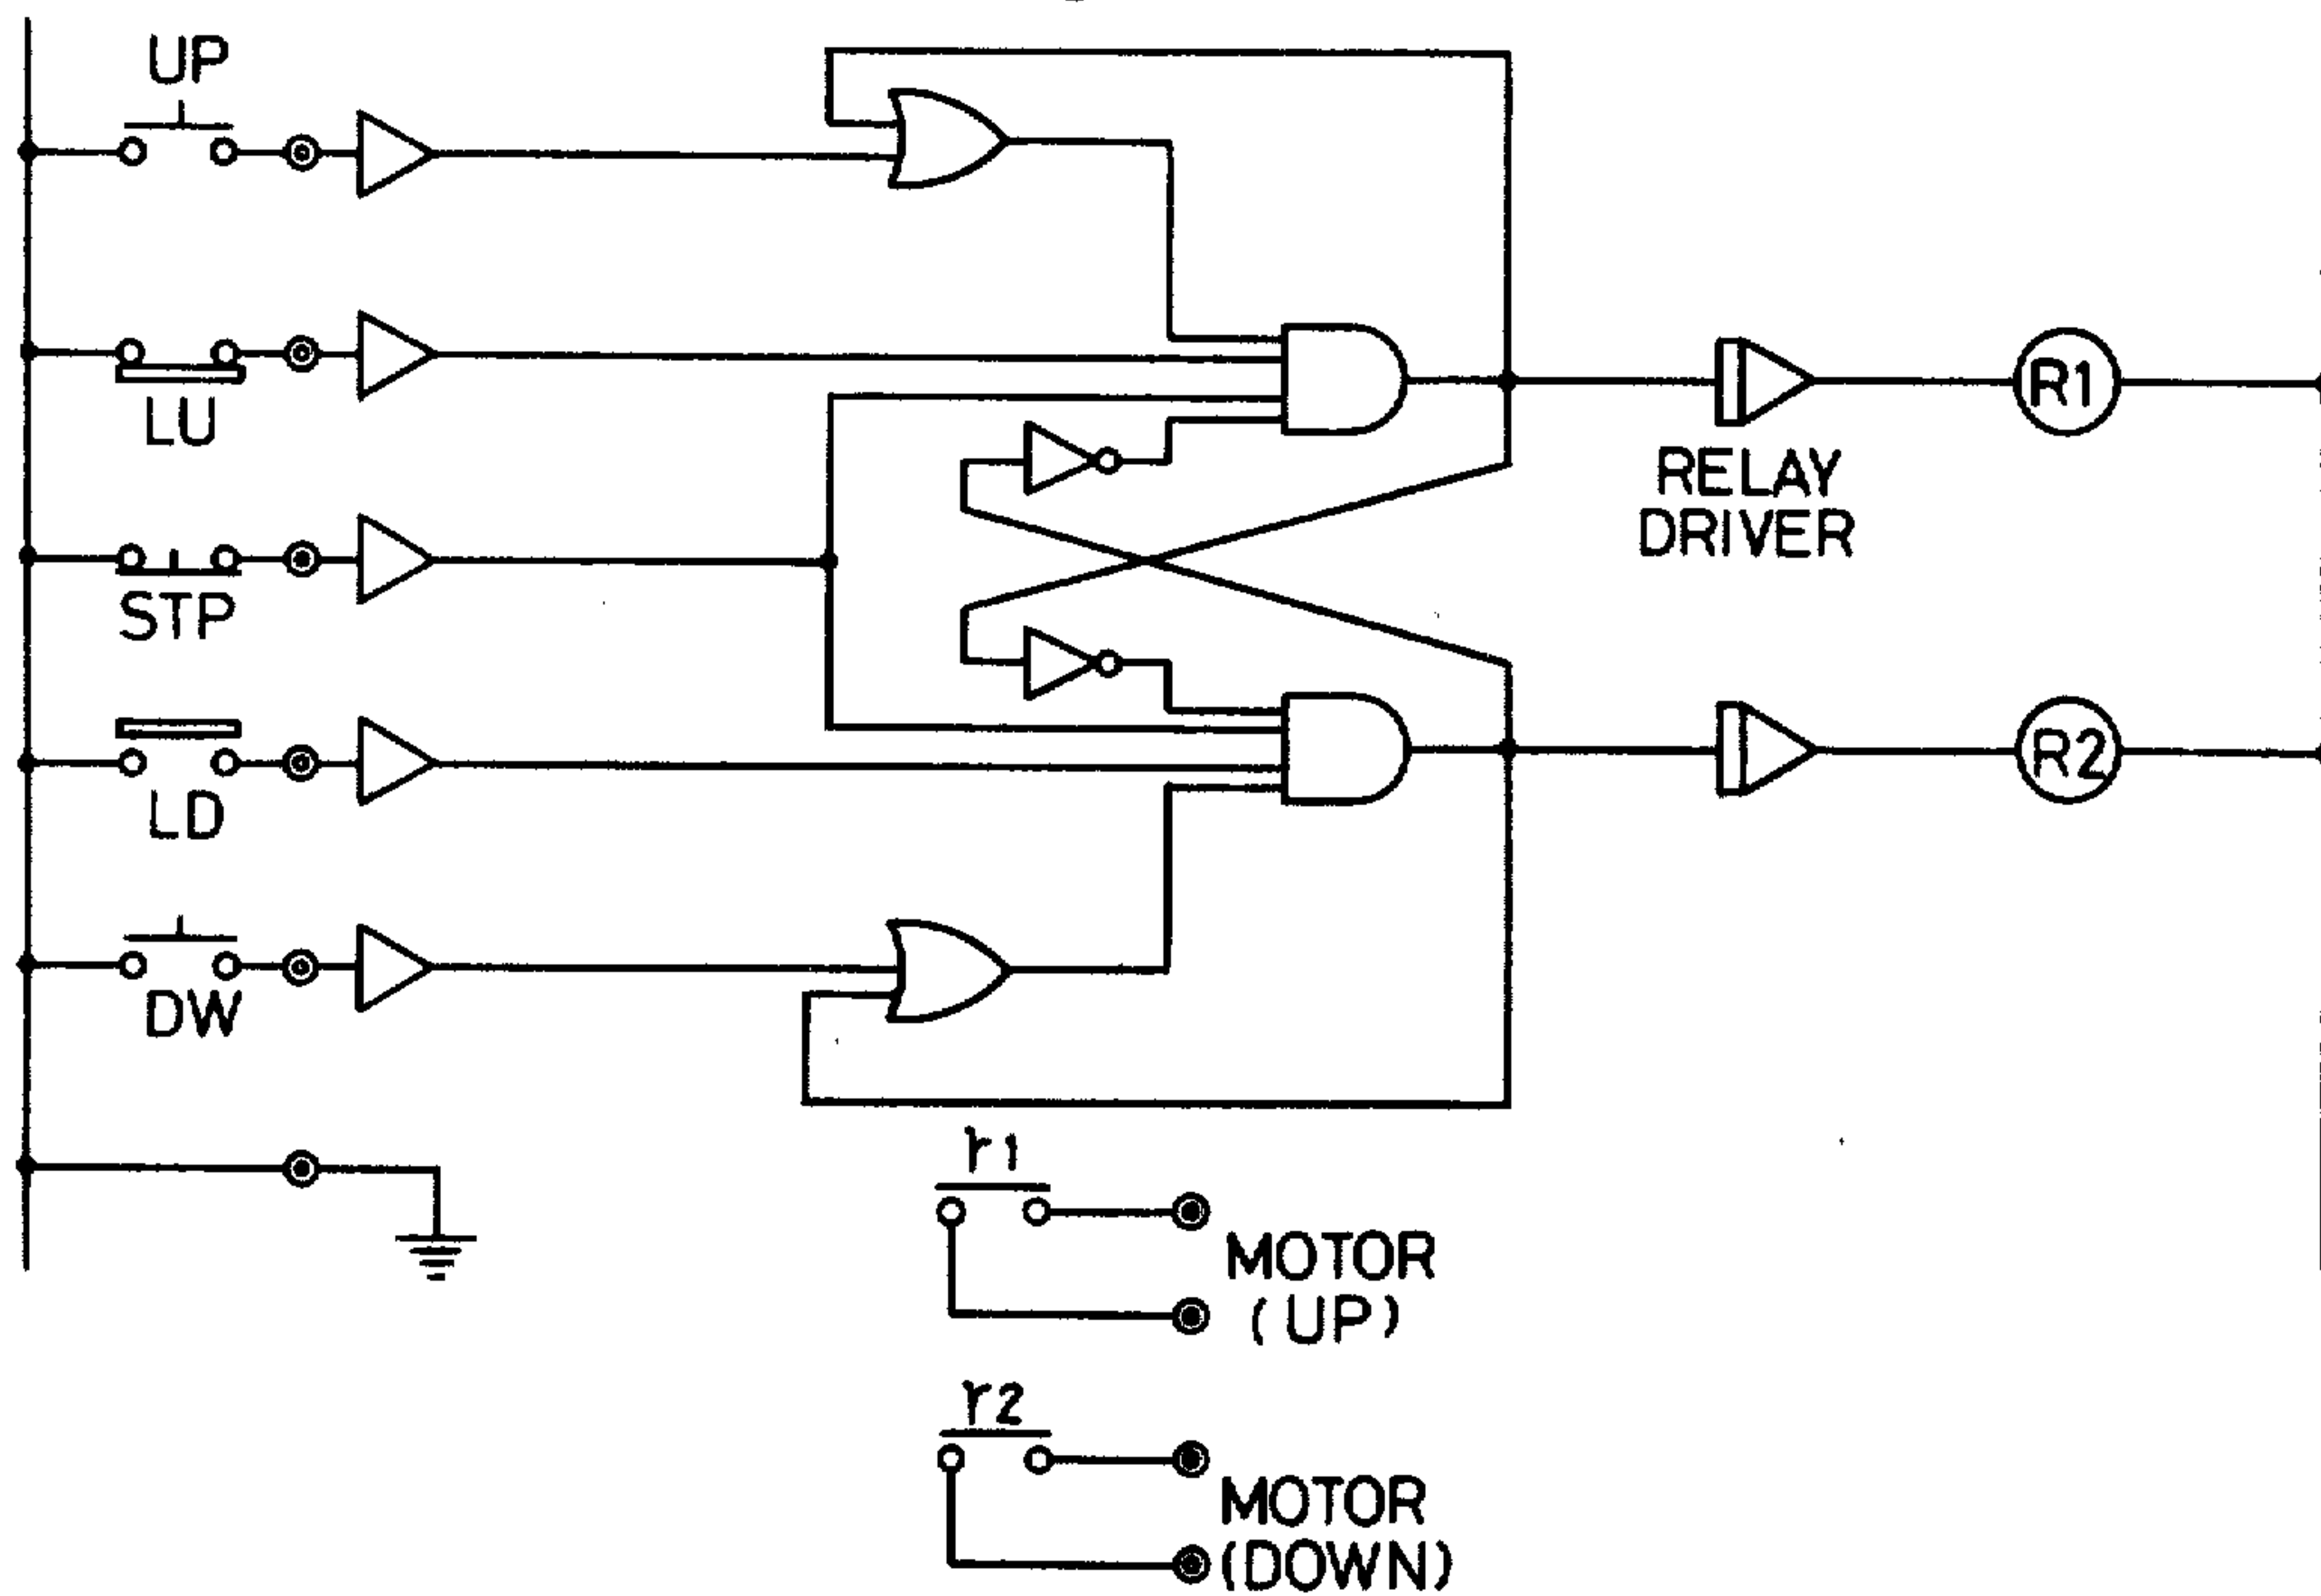 UP
LU
STP
LD
DW
R1
RELAY
DRIVER
R2
r1
MOTOR
(UP)
r2
MOTOR
(DOWN)